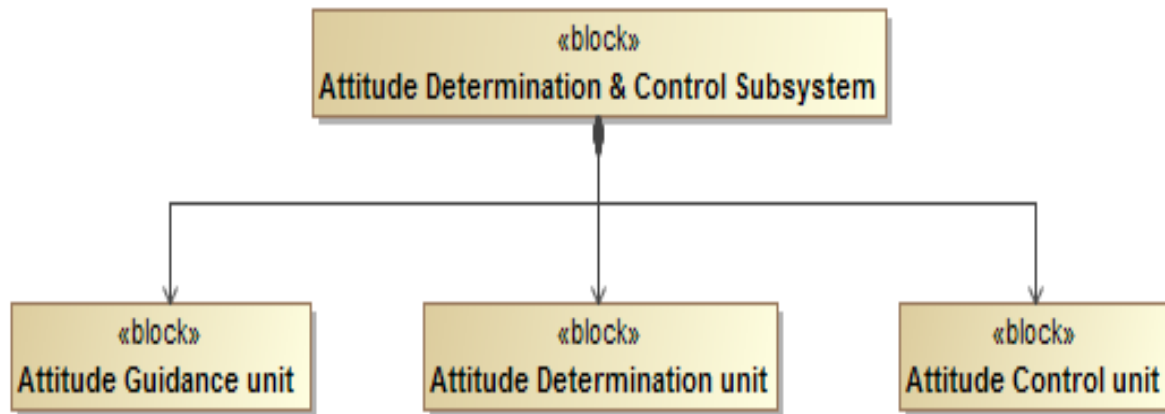 «block»
Attitude Determination & Control Subsystem
«block»
Attitude Guidance unit
«block»
Attitude Determination unit
«block»
Attitude Control unit